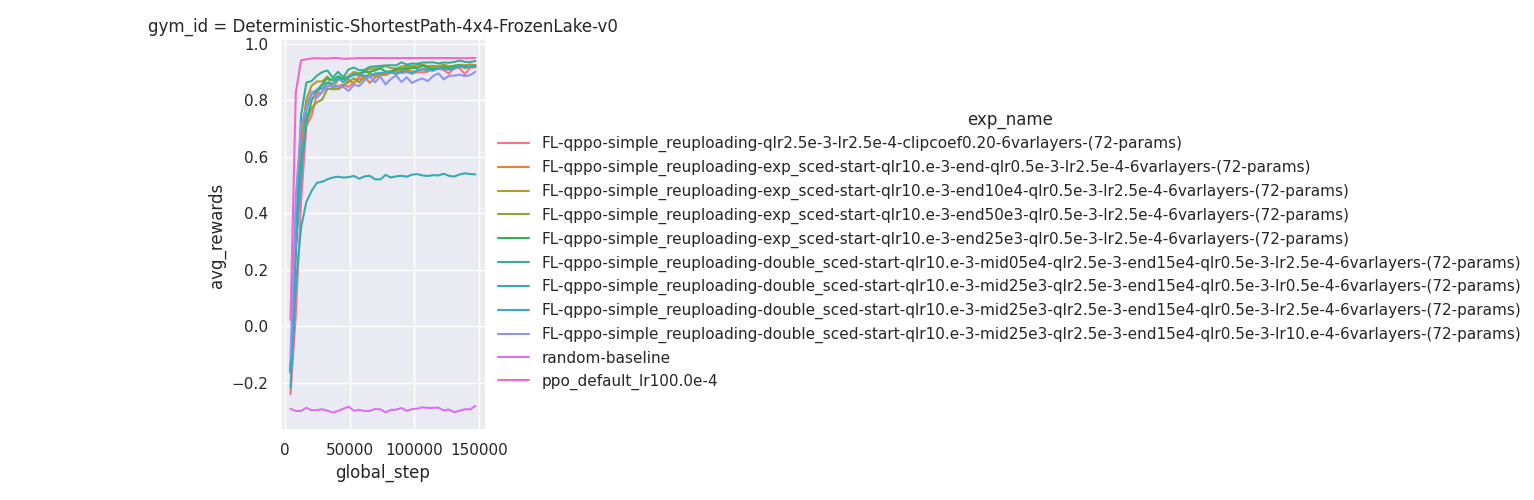 gym_id = Deterministic-ShortestPath-4x4-FrozenLake-v0
1.0
0.8
0.6
0.4
0.2
0.0
−0.2
avg_rewards
0 50000 100000 150000
global_step
exp_name
FL-qppo-simple_reuploading-qlr2.5e-3-lr2.5e-4-clipcoef0.20-6varlayers-(72-params)
FL-qppo-simple_reuploading-exp_sced-start-qlr10.e-3-end-qlr0.5e-3-lr2.5e-4-6varlayers-(72-params)
FL-qppo-simple_reuploading-exp_sced-start-qlr10.e-3-end10e4-qlr0.5e-3-lr2.5e-4-6varlayers-(72-params)
FL-qppo-simple_reuploading-exp_sced-start-qlr10.e-3-end50e3-qlr0.5e-3-lr2.5e-4-6varlayers-(72-params)
FL-qppo-simple_reuploading-exp_sced-start-qlr10.e-3-end25e3-qlr0.5e-3-lr2.5e-4-6varlayers-(72-params)
FL-qppo-simple_reuploading-double_sced-start-qlr10.e-3-mid05e4-qlr2.5e-3-end15e4-qlr0.5e-3-lr2.5e-4-6varlayers-(72-params)
FL-qppo-simple_reuploading-double_sced-start-qlr10.e-3-mid25e3-qlr2.5e-3-end15e4-qlr0.5e-3-lr0.5e-4-6varlayers-(72-params)
FL-qppo-simple_reuploading-double_sced-start-qlr10.e-3-mid25e3-qlr2.5e-3-end15e4-qlr0.5e-3-lr2.5e-4-6varlayers-(72-params)
FL-qppo-simple_reuploading-double_sced-start-qlr10.e-3-mid25e3-qlr2.5e-3-end15e4-qlr0.5e-3-lr10.e-4-6varlayers-(72-params)
random-baseline
ppo_default_lr100.0e-4